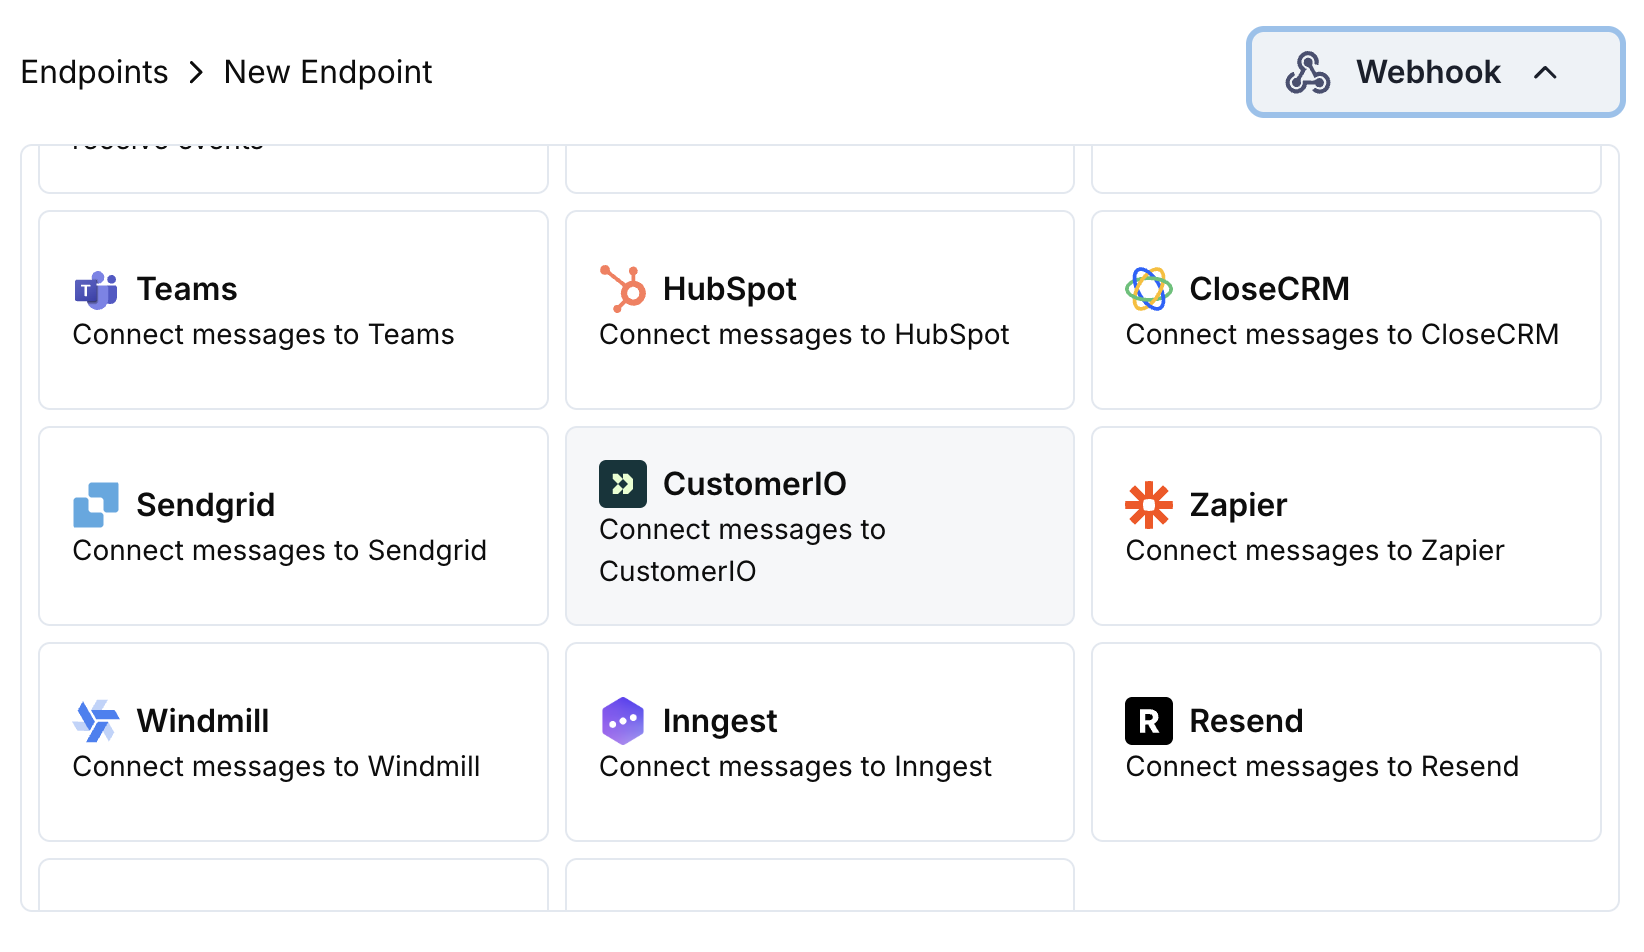 Endpoints > New Endpoint
Webhook
receive events
Teams
Connect messages to Teams
HubSpot
Connect messages to HubSpot
CloseCRM
Connect messages to CloseCRM
Sendgrid
Connect messages to Sendgrid
CustomerIO
Connect messages to
CustomerIO
Zapier
Connect messages to Zapier
Windmill
Connect messages to Windmill
Inngest
Connect messages to Inngest
Resend
Connect messages to Resend